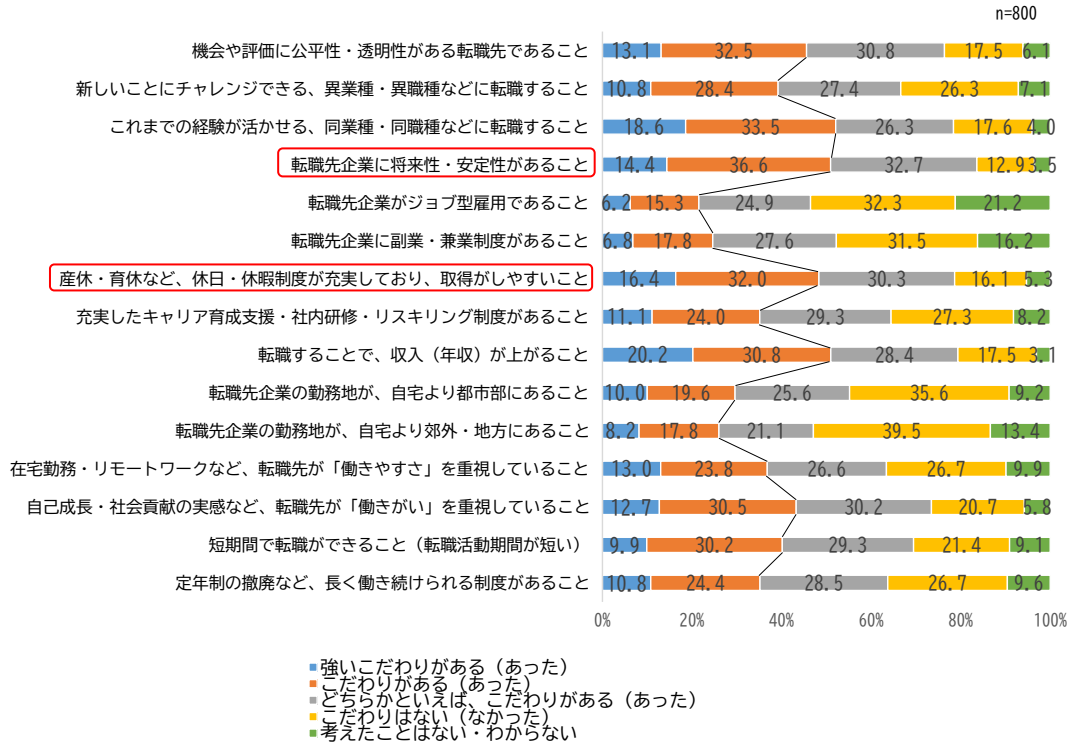 n=800
機会や評価に公平性・透明性がある転職先であること 13.1 32.5 30.8 17.5 6.1
新しいことにチャレンジできる、異業種・異職種などに転職すること 10.8 28.4 27.4 26.3 7.1
これまでの経験が活かせる、同業種・同職種などに転職すること 18.6 33.5 26.3 17.6 4.0
転職先企業に将来性・安定性があること 14.4 36.6 32.7 12.9 3.5
転職先企業がジョブ型雇用であること 6.2 15.3 24.9 32.3 21.2
転職先企業に副業・兼業制度があること 6.8 17.8 27.6 31.5 16.2
産休・育休など、休日・休暇制度が充実しており、取得がしやすいこと 16.4 32.0 30.3 16.1 5.3
充実したキャリア育成支援・社内研修・リスキリング制度があること 11.1 24.0 29.3 27.3 8.2
転職することで、収入（年収）が上がること 20.2 30.8 28.4 17.5 3.1
転職先企業の勤務地が、自宅より都市部にあること 10.0 19.6 25.6 35.6 9.2
転職先企業の勤務地が、自宅より郊外・地方にあること 8.2 17.8 21.1 39.5 13.4
在宅勤務・リモートワークなど、転職先が「働きやすさ」を重視していること 13.0 23.8 26.6 26.7 9.9
自己成長・社会貢献の実感など、転職先が「働きがい」を重視していること 12.7 30.5 30.2 20.7 5.8
短期間で転職ができること（転職活動期間が短い） 9.9 30.2 29.3 21.4 9.1
定年制の撤廃など、長く働き続けられる制度があること 10.8 24.4 28.5 26.7 9.6
0% 20% 40% 60% 80% 100%
強いこだわりがある（あった）
こだわりがある（あった）
どちらかといえば、こだわりがある（あった）
こだわりはない（なかった）
考えたことはない・わからない